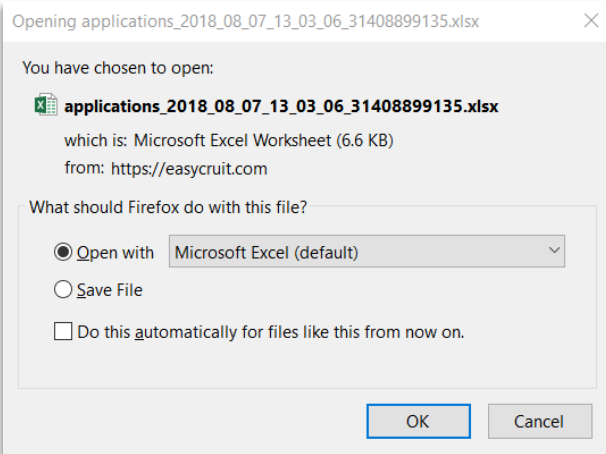 Opening applications_2018_08_07_13_03_06_31408899135.xlsx
You have chosen to open:
applications_2018_08_07_13_03_06_31408899135.xlsx
which is: Microsoft Excel Worksheet (6.6 KB)
from: https://easycruit.com
What should Firefox do with this file?
Open with Microsoft Excel (default)
Save File
Do this automatically for files like this from now on.
OK Cancel